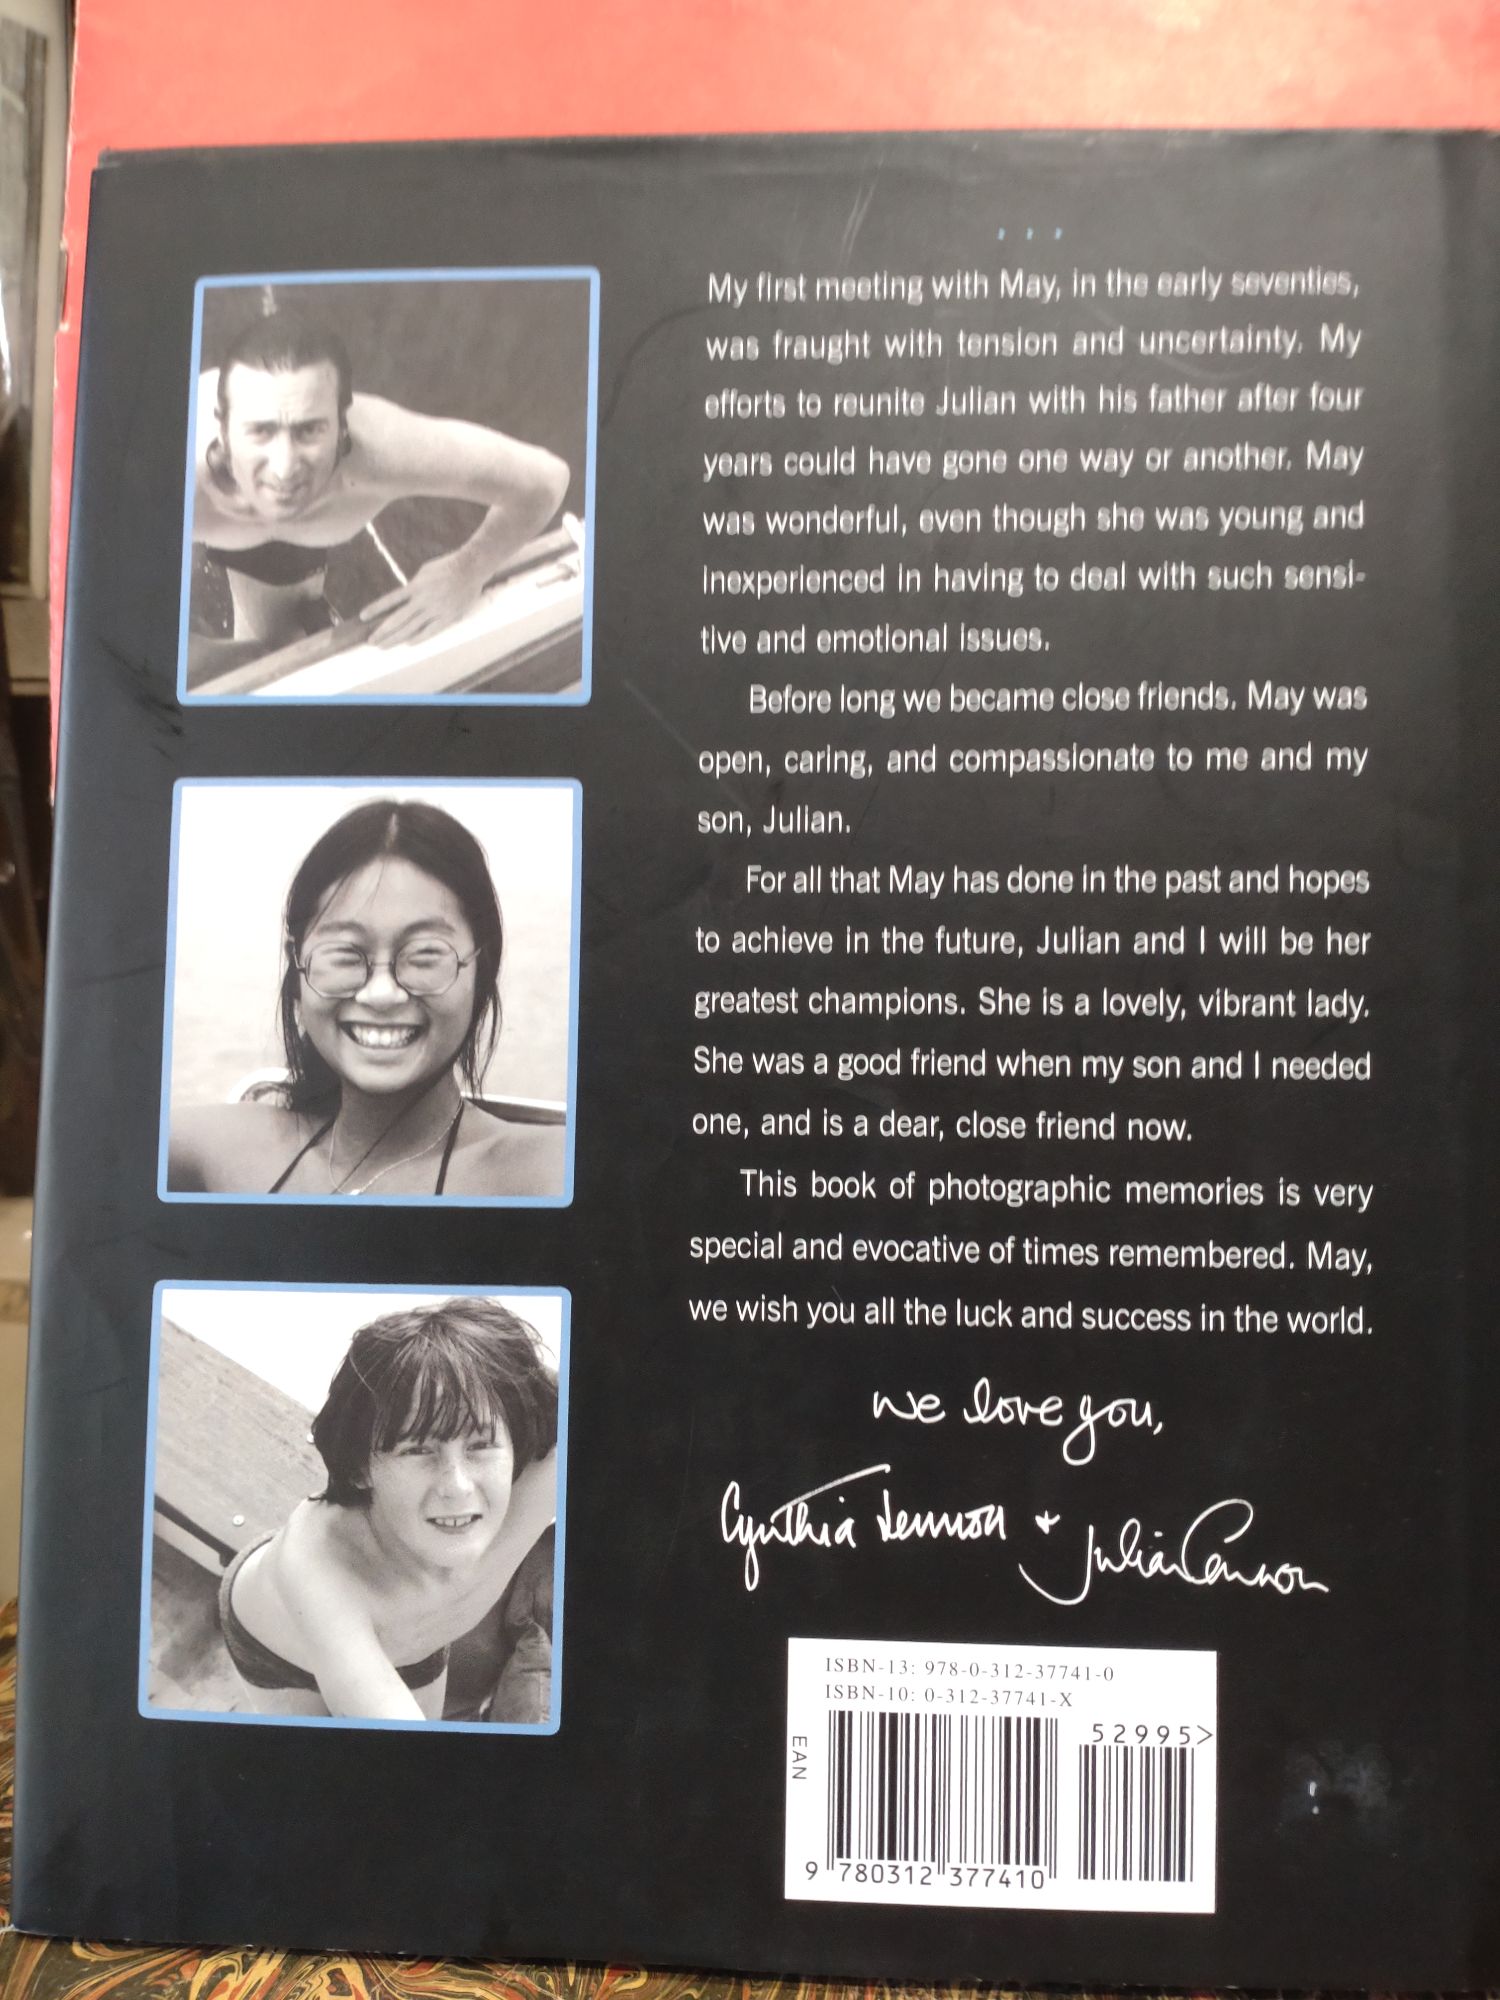 My first meeting with May, in the early seventies,
was fraught with tension and uncertainty. My
efforts to reunite Julian with his father after four
years could have gone one way or another. May
was wonderful, even though she was young and
inexperienced in having to deal with such sensi-
tive and emotional issues.
Before long we became close friends. May was
open, caring, and compassionate to me and my
son, Julian.
For all that May has done in the past and hopes
to achieve in the future, Julian and I will be her
greatest champions. She is a lovely, vibrant lady.
She was a good friend when my son and I needed
one, and is a dear, close friend now.
This book of photographic memories is very
special and evocative of times remembered. May,
we wish you all the luck and success in the world.
We love you,
Cynthia Lennon + Julian Lennon
ISBN-13: 978-0-312-37741-0
ISBN-10: 0-312-37741-X
52995>
EAN
9 780312 377410